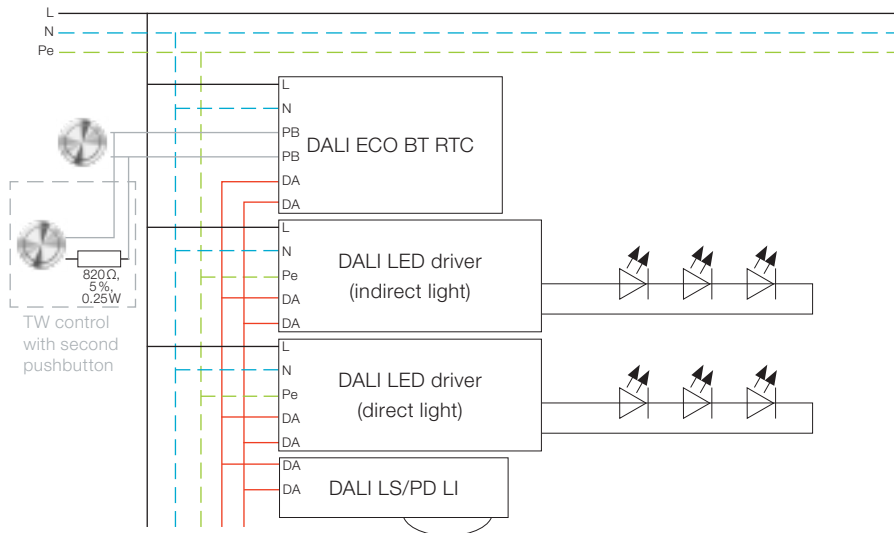 L
N
Pe
L
N
PB
PB
DA
DA
DALI ECO BT RTC
820Ω,
5%,
0.25W
TW control
with second
pushbutton
L
N
Pe
DA
DA
DALI LED driver
(indirect light)
L
N
Pe
DA
DA
DALI LED driver
(direct light)
DA
DA
DALI LS/PD LI